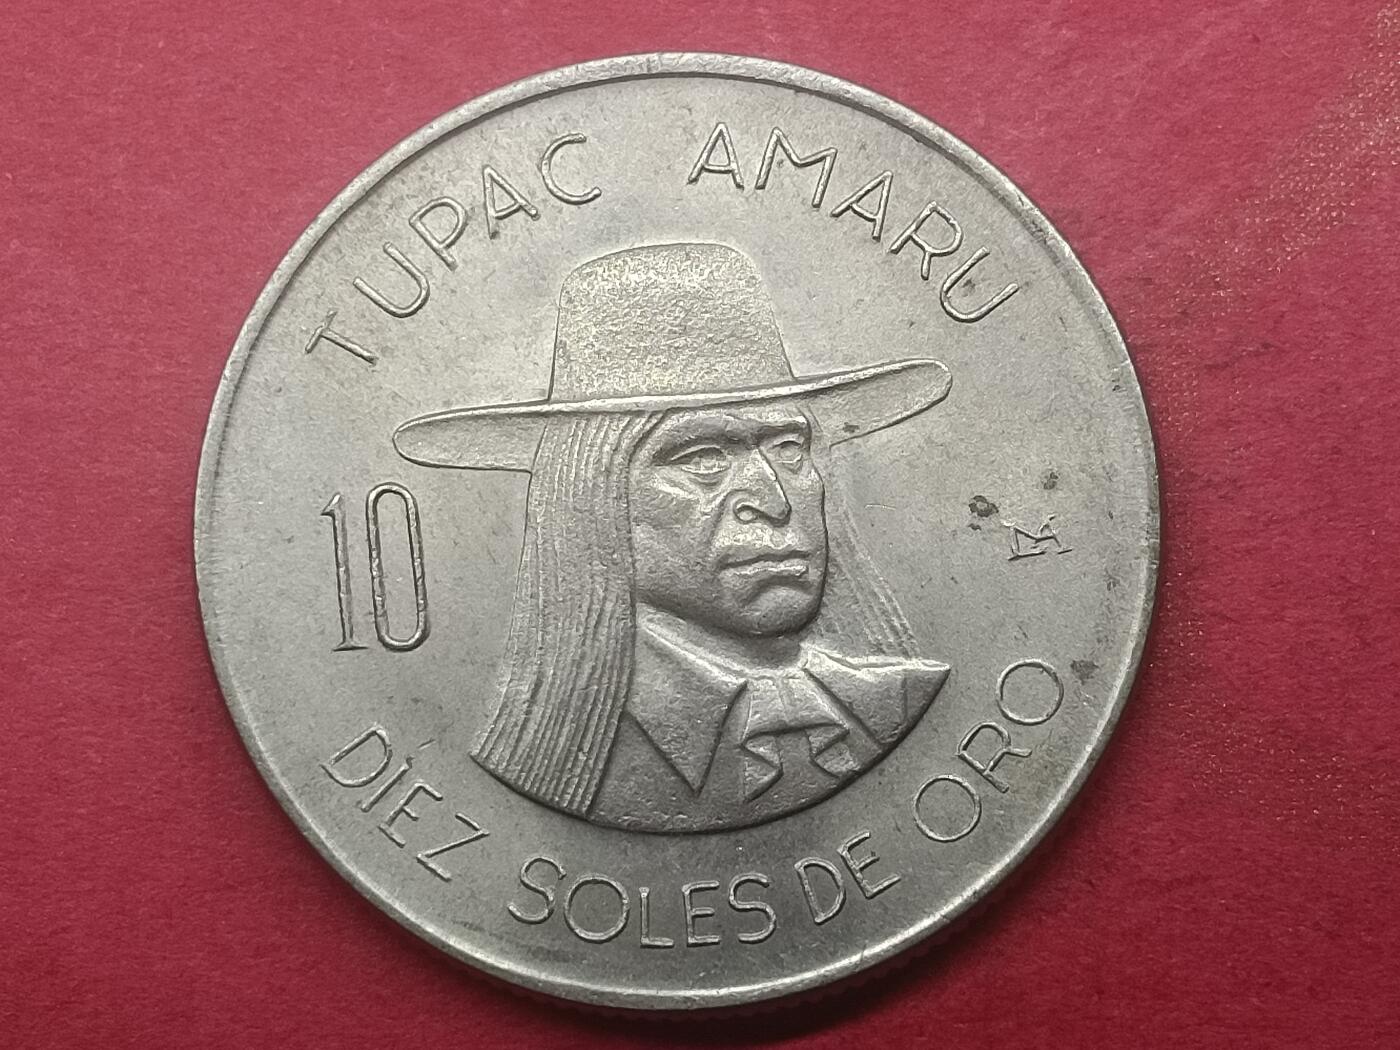 TUPAC AMARU
10
DIEZ SOLES DE ORO